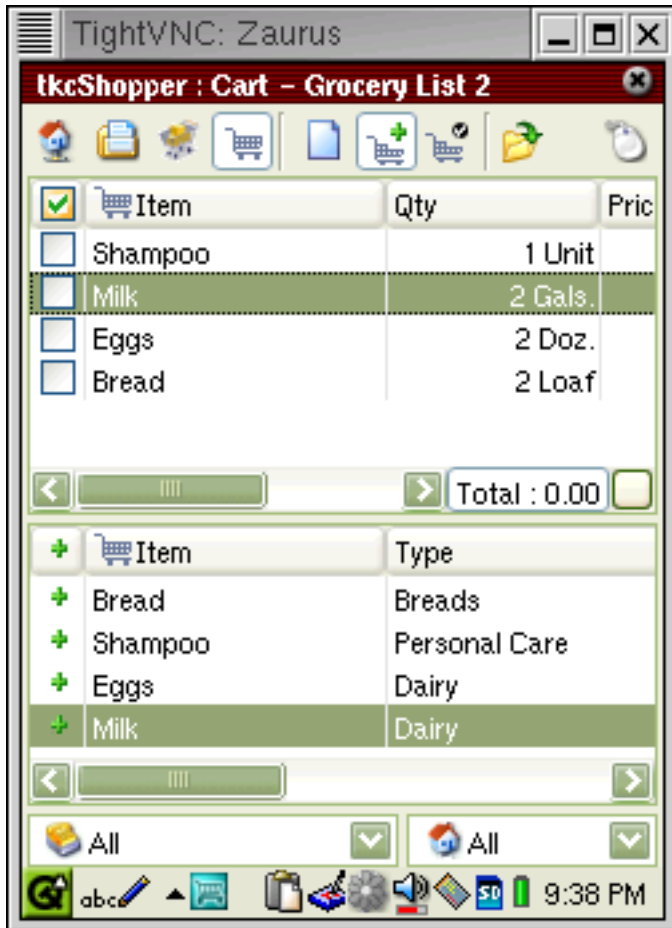 TightVNC: Zaurus
tkcShopper : Cart – Grocery List 2
Item Qty Pric
Shampoo 1 Unit
Milk 2 Gals.
Eggs 2 Doz.
Bread 2 Loaf
Total : 0.00
Item Type
Bread Breads
Shampoo Personal Care
Eggs Dairy
Milk Dairy
All All
abc SD 9:38 PM